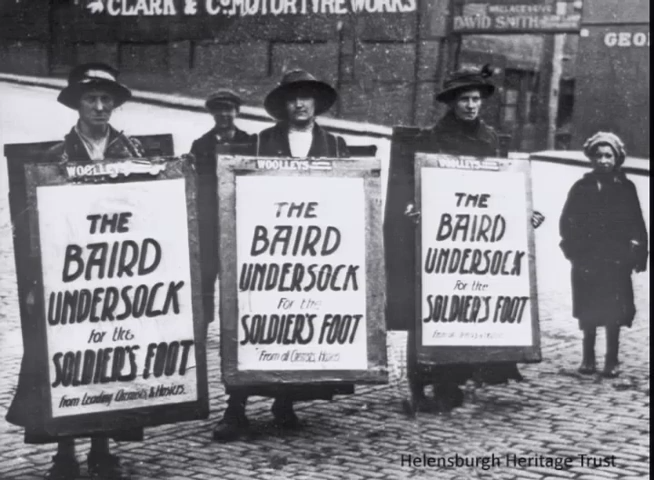 CLARK & Co. MOTOR TYRE WORKS
DAVID SMITH
GEO
WOOLLEYS
THE
BAIRD
UNDERSOCK
for the
SOLDIER'S FOOT
from Leading Chemists & Hosiers.
WOOLLEYS
THE
BAIRD
UNDERSOCK
For the
SOLDIER'S FOOT
From all
WOOLLEYS
THE
BAIRD
UNDERSOCK
for the
SOLDIER'S FOOT
Helensburgh Heritage Trust